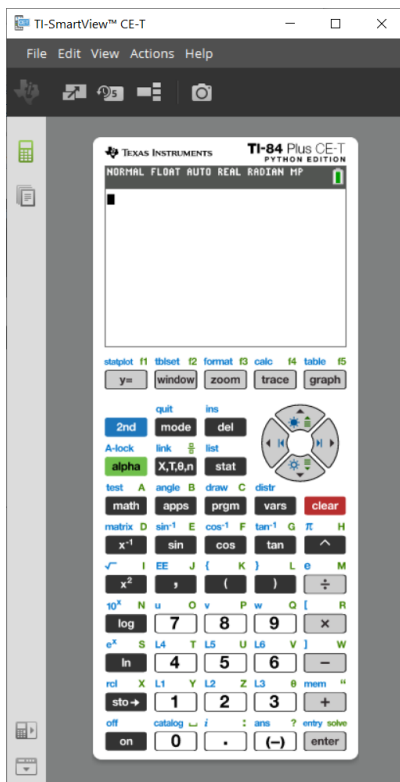 TI-SmartView™ CE-T
File Edit View Actions Help
TEXAS INSTRUMENTS TI-84 Plus CE-T
PYTHON EDITION
NORMAL FLOAT AUTO REAL RADIAN MP
statplot f1 tblset f2 format f3 calc f4 table f5
y= window zoom trace graph
quit ins
2nd mode del
A-lock link list
alpha X,T,θ,n stat
test A angle B draw C distr
math apps prgm vars clear
matrix D sin⁻¹ E cos⁻¹ F tan⁻¹ G π H
x⁻¹ sin cos tan ^
√ I EE J { K } L e M
x² , ( ) ÷
10ˣ N u O v P w Q [ R
log 7 8 9 ×
eˣ S L4 T L5 U L6 V ] W
ln 4 5 6 −
rcl X L1 Y L2 Z L3 θ mem "
sto→ 1 2 3 +
off catalog ⎵ i : ans ? entry solve
on 0 . (−) enter